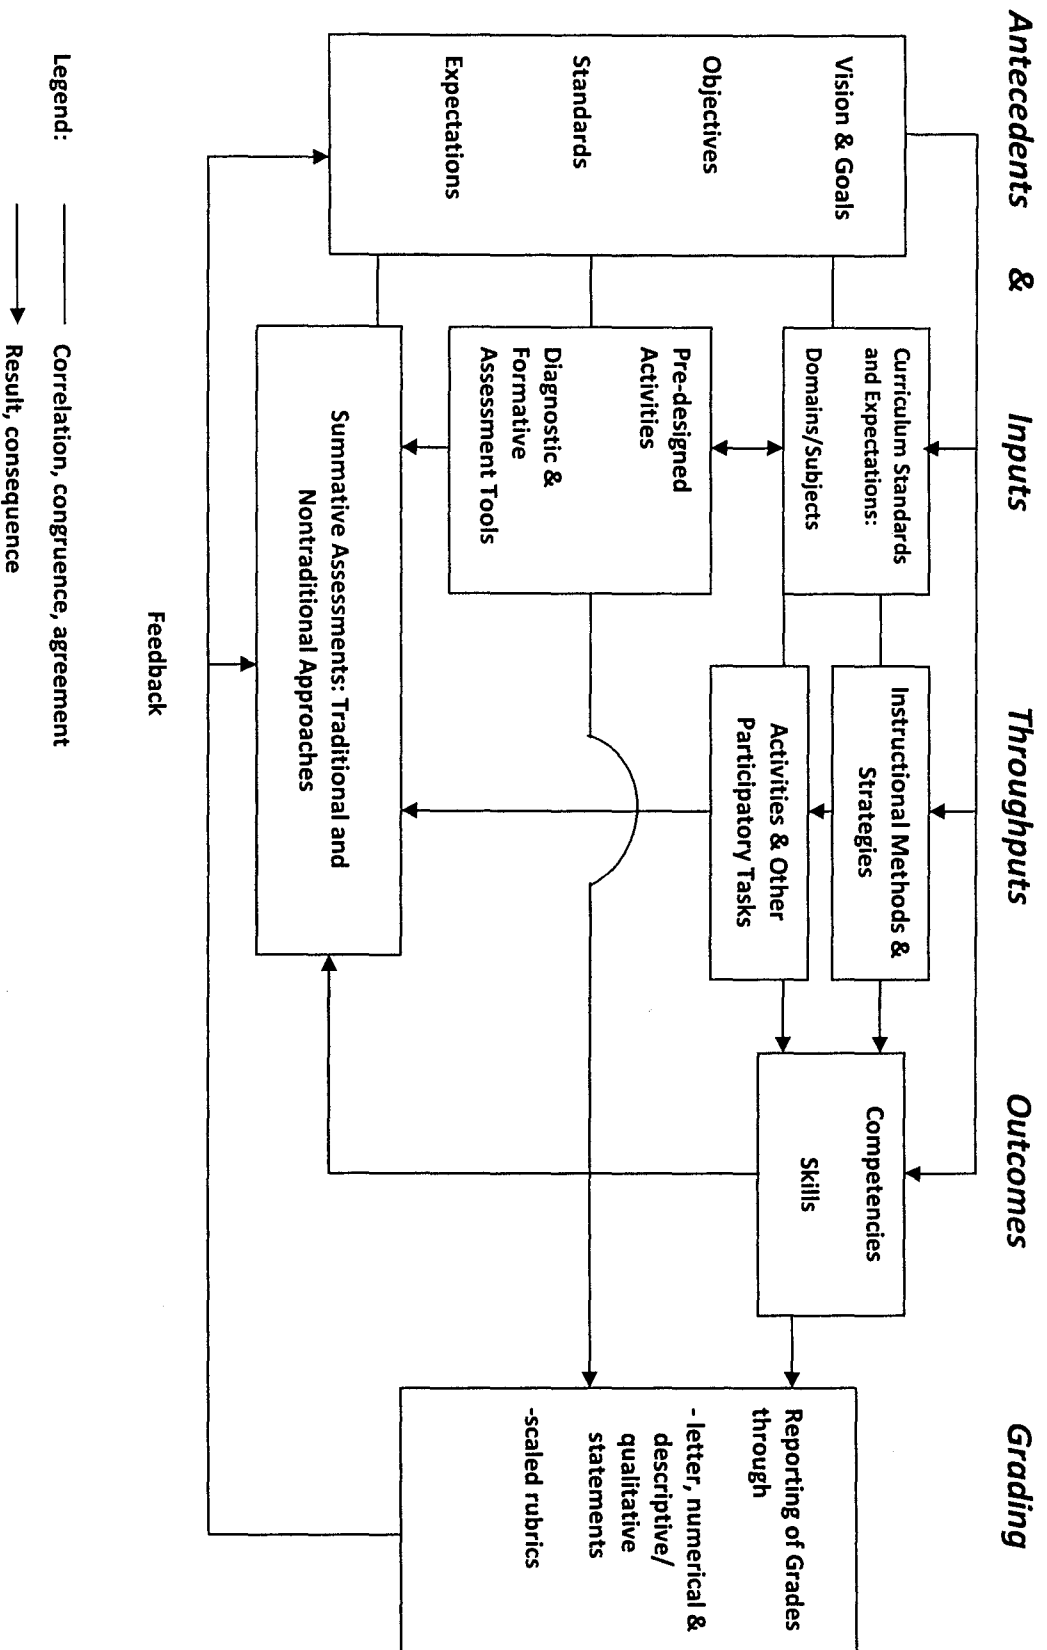 Antecedents & Inputs Throughputs Outcomes Grading
Vision & Goals
Objectives
Standards
Expectations
Curriculum Standards
and Expectations:
Domains/Subjects
Pre-designed
Activities
Diagnostic &
Formative
Assessment Tools
Instructional Methods &
Strategies
Activities & Other
Participatory Tasks
Competencies
Skills
Reporting of Grades
through
- letter, numerical &
descriptive/
qualitative
statements
-scaled rubrics
Summative Assessments: Traditional and
Nontraditional Approaches
Feedback
Legend:
Correlation, congruence, agreement
Result, consequence